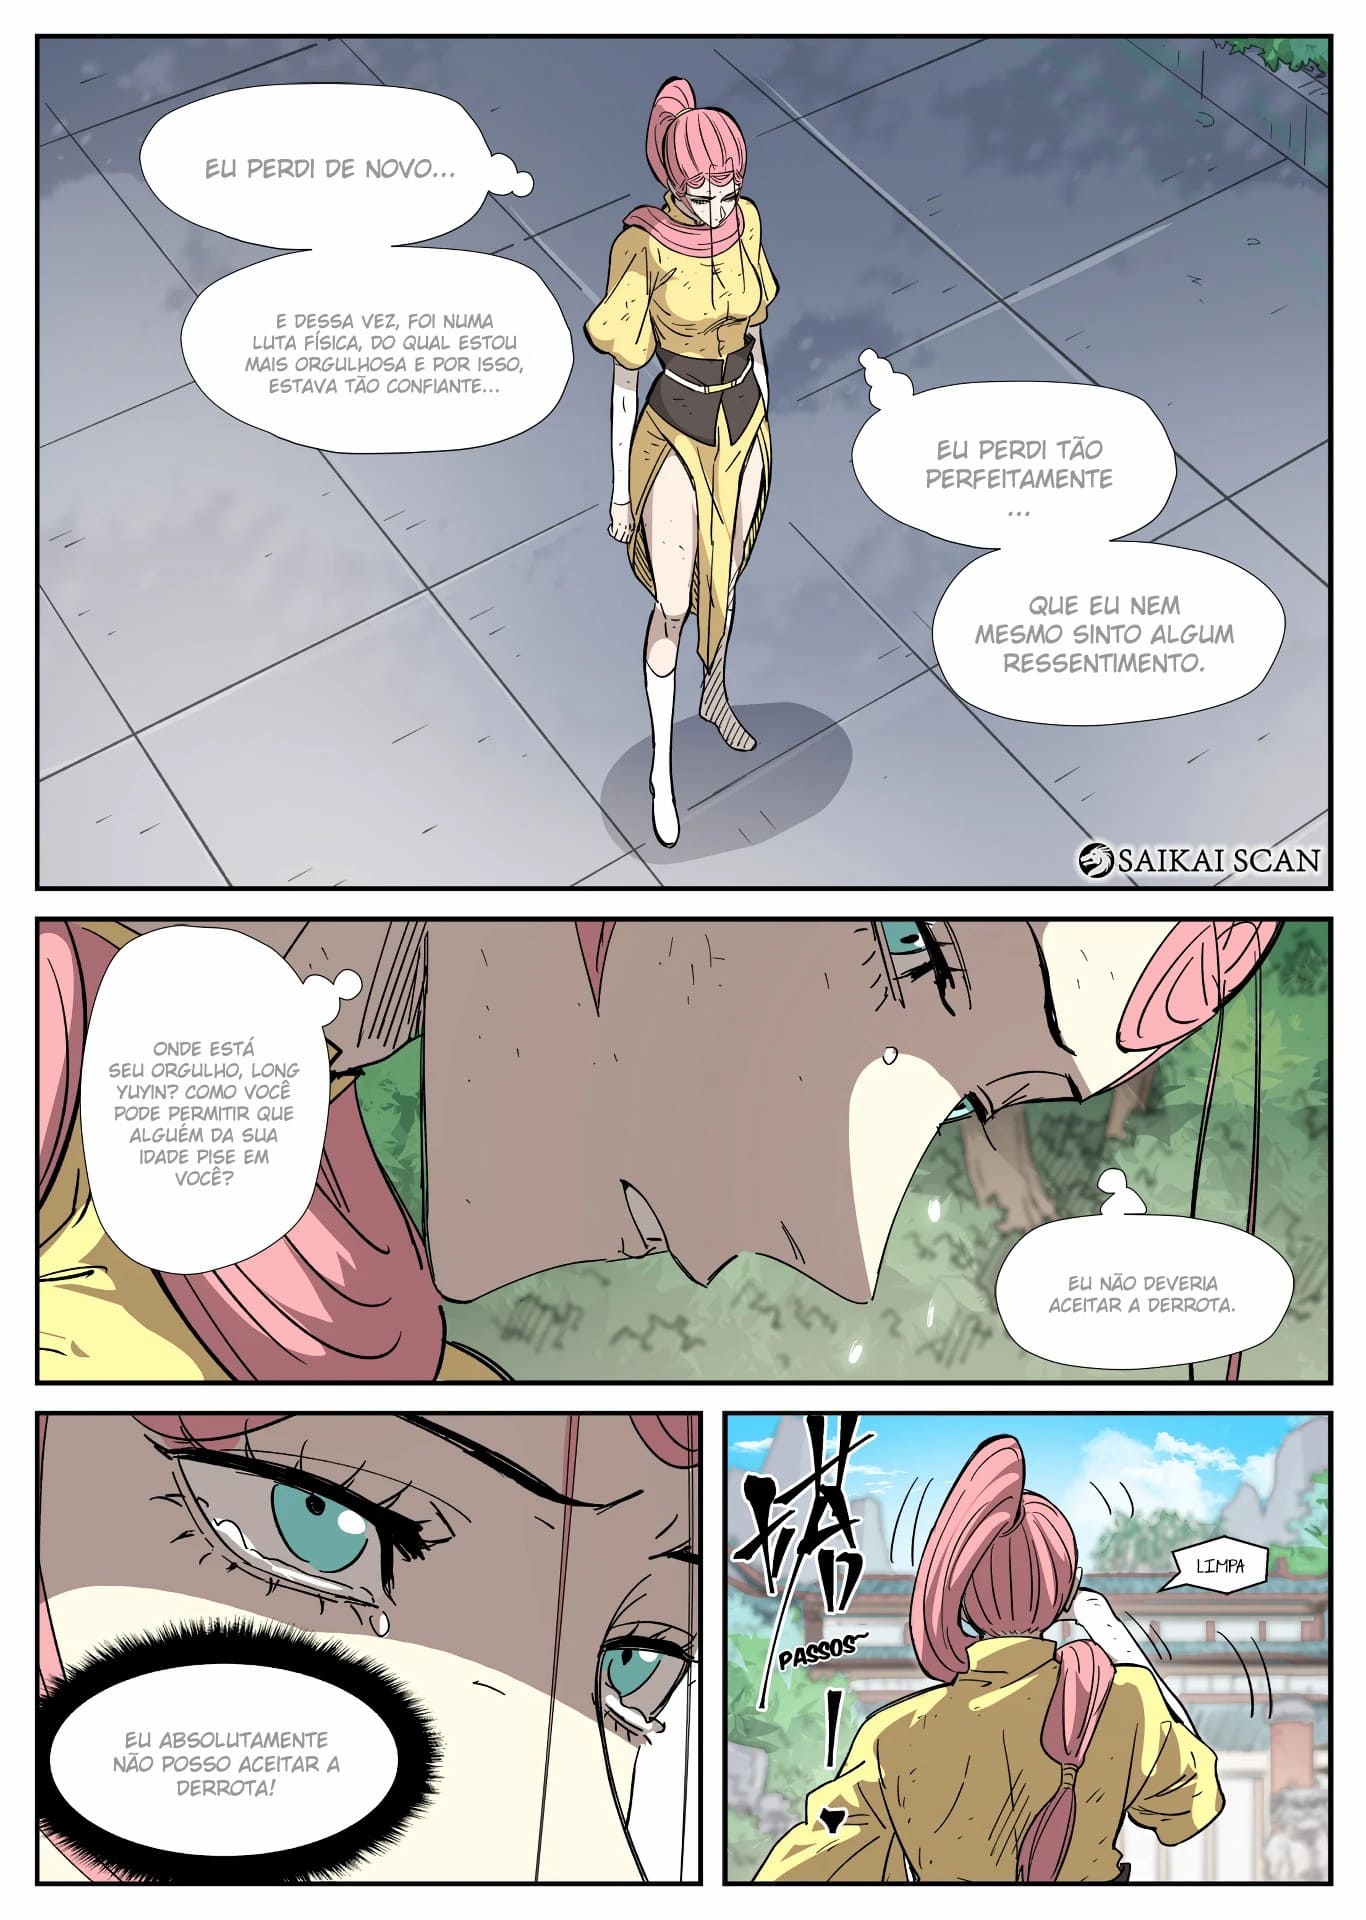 EU PERDI DE NOVO...
E DESSA VEZ, FOI NUMA
LUTA FÍSICA, DO QUAL ESTOU
MAIS ORGULHOSA E POR ISSO,
ESTAVA TÃO CONFIANTE...
EU PERDI TÃO
PERFEITAMENTE
...
QUE EU NEM
MESMO SINTO ALGUM
RESSENTIMENTO.
SAIKAI SCAN
ONDE ESTÁ
SEU ORGULHO, LONG
YUYIN? COMO VOCÊ
PODE PERMITIR QUE
ALGUÉM DA SUA
IDADE PISE EM
VOCÊ?
EU NÃO DEVERIA
ACEITAR A DERROTA.
EU ABSOLUTAMENTE
NÃO POSSO ACEITAR A
DERROTA!
LIMPA
PASSOS~